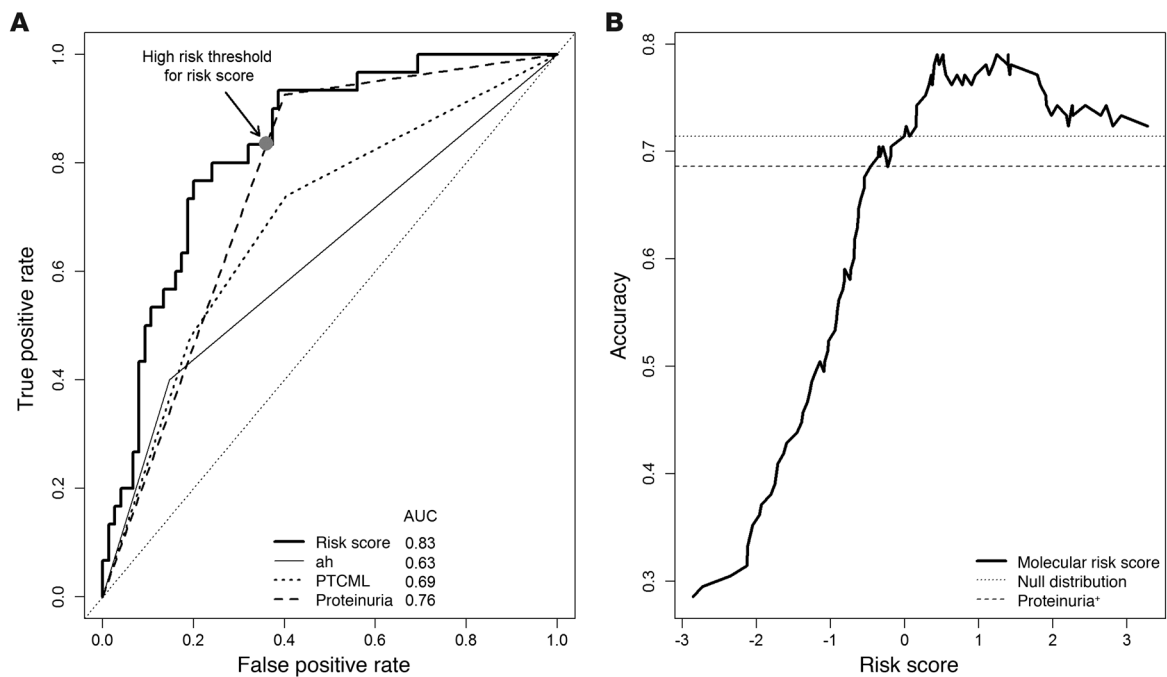 A
High risk threshold
for risk score
True positive rate
0.0
0.2
0.4
0.6
0.8
1.0
0.0 0.2 0.4 0.6 0.8 1.0
False positive rate
AUC
Risk score 0.83
ah 0.63
PTCML 0.69
Proteinuria 0.76
B
Accuracy
0.3
0.4
0.5
0.6
0.7
0.8
-3 -2 -1 0 1 2 3
Risk score
Molecular risk score
Null distribution
Proteinuria⁺